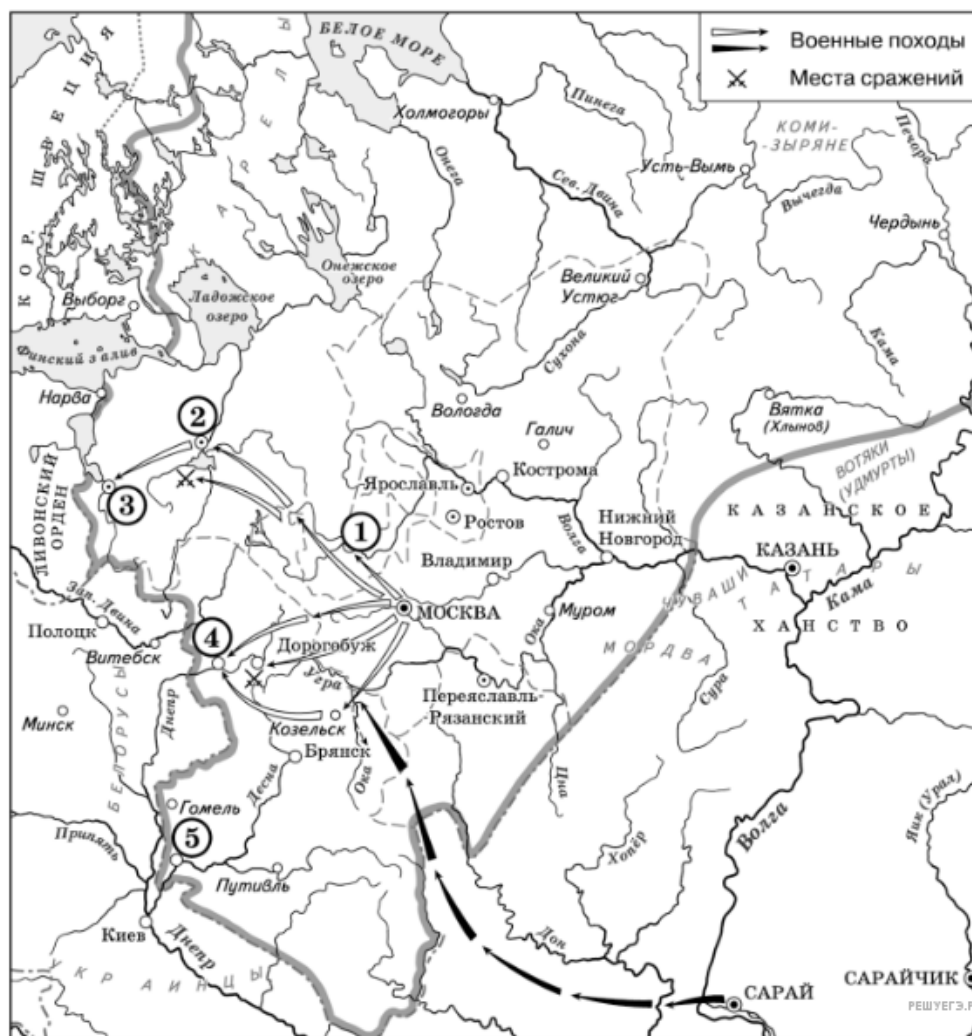 БЕЛОЕ МОРЕ
Военные походы
Места сражений
КОР. ШВЕЦИЯ
КАРЕЛЫ
Холмогоры
Пинега
КОМИ-
-ЗЫРЯНЕ
Печора
Онега
Усть-Вымь
Сев. Двина
Вычегда
Чердынь
Онежское
озеро
Великий
Устюг
Ладожское
озеро
Выборг
Финский залив
Сухона
Кама
Нарва
Вологда
Вятка
(Хлынов)
2
Галич
ВОТЯКИ
(УДМУРТЫ)
Кострома
Ярославль
3
ЛИВОНСКИЙ
ОРДЕН
1
Ростов
Волга
Нижний
Новгород
КАЗАНСКОЕ
Владимир
КАЗАНЬ
ЧУВАШИ
ТАТАРЫ
Кама
Зап. Двина
МОСКВА
Ока
Муром
ХАНСТВО
Полоцк
4
Дорогобуж
МОРДВА
Витебск
Угра
Сура
БЕЛОРУСЫ
Переяславль-
Рязанский
Минск
Днепр
Козельск
Брянск
Ока
Цна
Десна
Гомель
Волга
Яик (Урал)
Припять
5
Хопёр
Путивль
Киев
Днепр
Дон
УКРАИНЦЫ
САРАЙ
САРАЙЧИК
РЕШУЕГЭ.Р